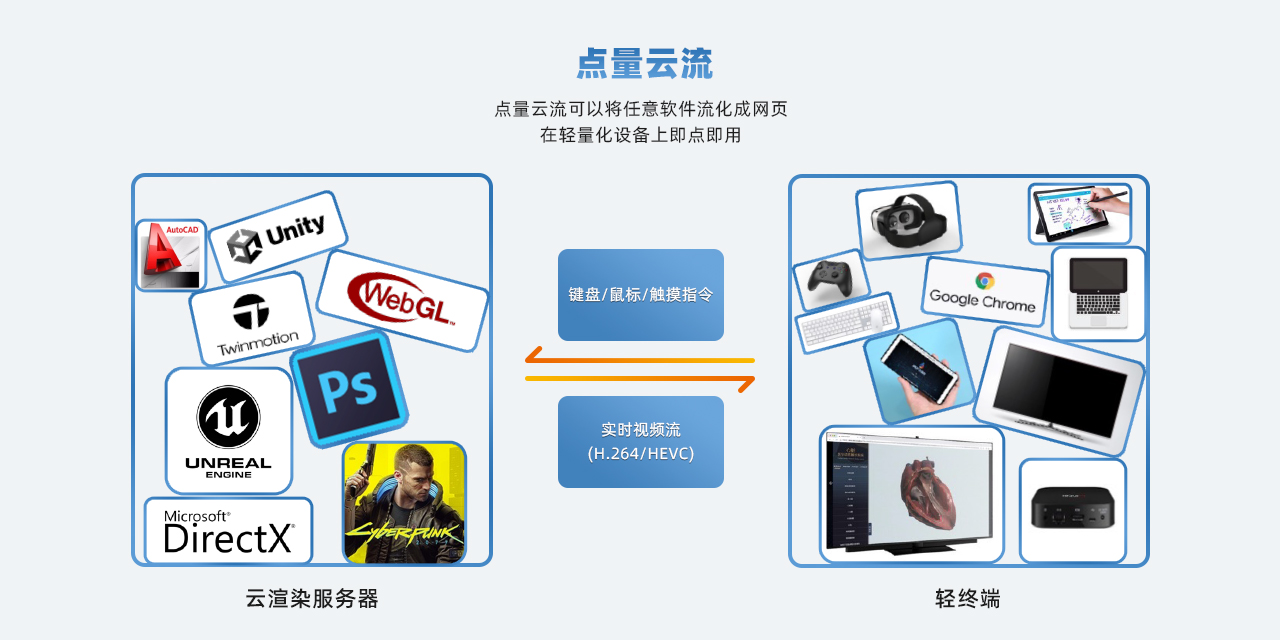 点量云流
点量云流可以将任意软件流化成网页
在轻量化设备上即点即用
AutoCAD
Unity
WebGL™
Twinmotion
Ps
UNREAL
ENGINE
Microsoft®
DirectX®
Cyberpunk
2077
键盘/鼠标/触摸指令
实时视频流
(H.264/HEVC)
Google Chrome
云渲染服务器
轻终端